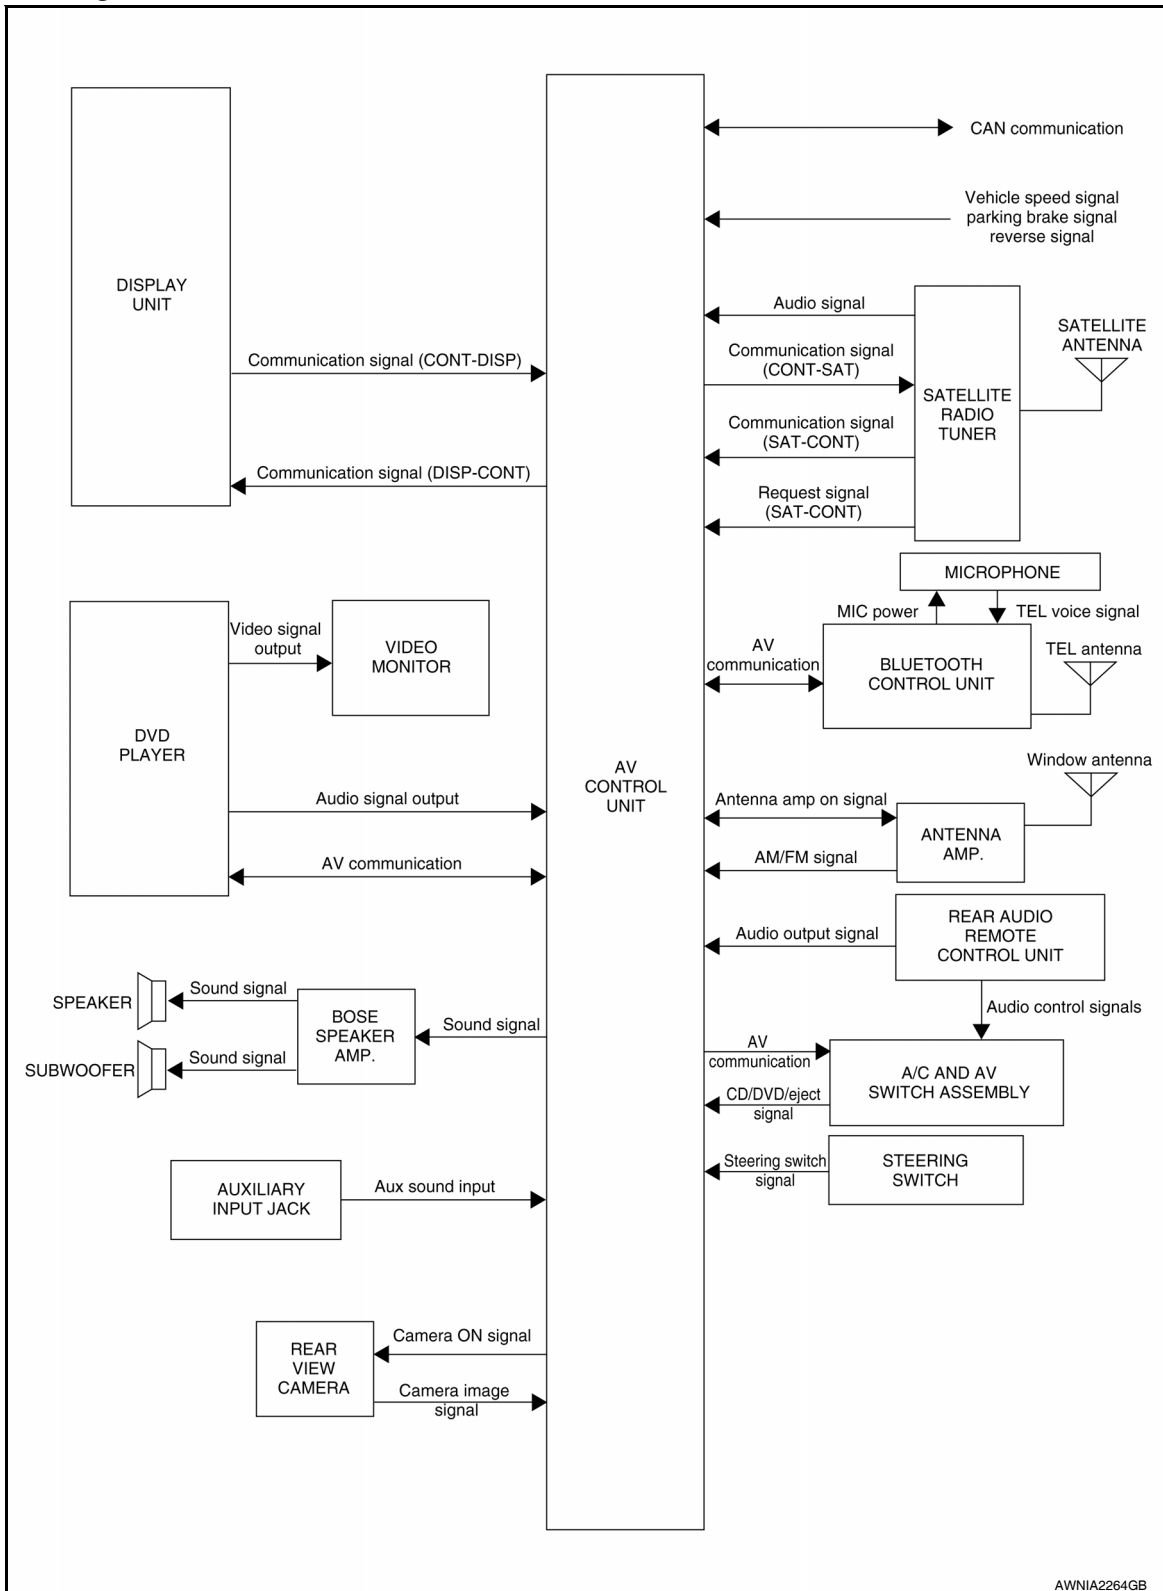 CAN communication
Vehicle speed signal
parking brake signal
reverse signal
DISPLAY
UNIT
Communication signal (CONT-DISP)
Communication signal (DISP-CONT)
Audio signal
Communication signal
(CONT-SAT)
Communication signal
(SAT-CONT)
Request signal
(SAT-CONT)
SATELLITE
RADIO
TUNER
SATELLITE
ANTENNA
MICROPHONE
MIC power
TEL voice signal
AV
communication
BLUETOOTH
CONTROL UNIT
TEL antenna
Video signal
output
VIDEO
MONITOR
DVD
PLAYER
Audio signal output
AV communication
AV
CONTROL
UNIT
Antenna amp on signal
AM/FM signal
ANTENNA
AMP.
Window antenna
Audio output signal
REAR AUDIO
REMOTE
CONTROL UNIT
Audio control signals
SPEAKER
Sound signal
SUBWOOFER
Sound signal
BOSE
SPEAKER
AMP.
Sound signal
AV
communication
CD/DVD/eject
signal
A/C AND AV
SWITCH ASSEMBLY
Steering switch
signal
STEERING
SWITCH
AUXILIARY
INPUT JACK
Aux sound input
REAR
VIEW
CAMERA
Camera ON signal
Camera image
signal
AWNIA2264GB